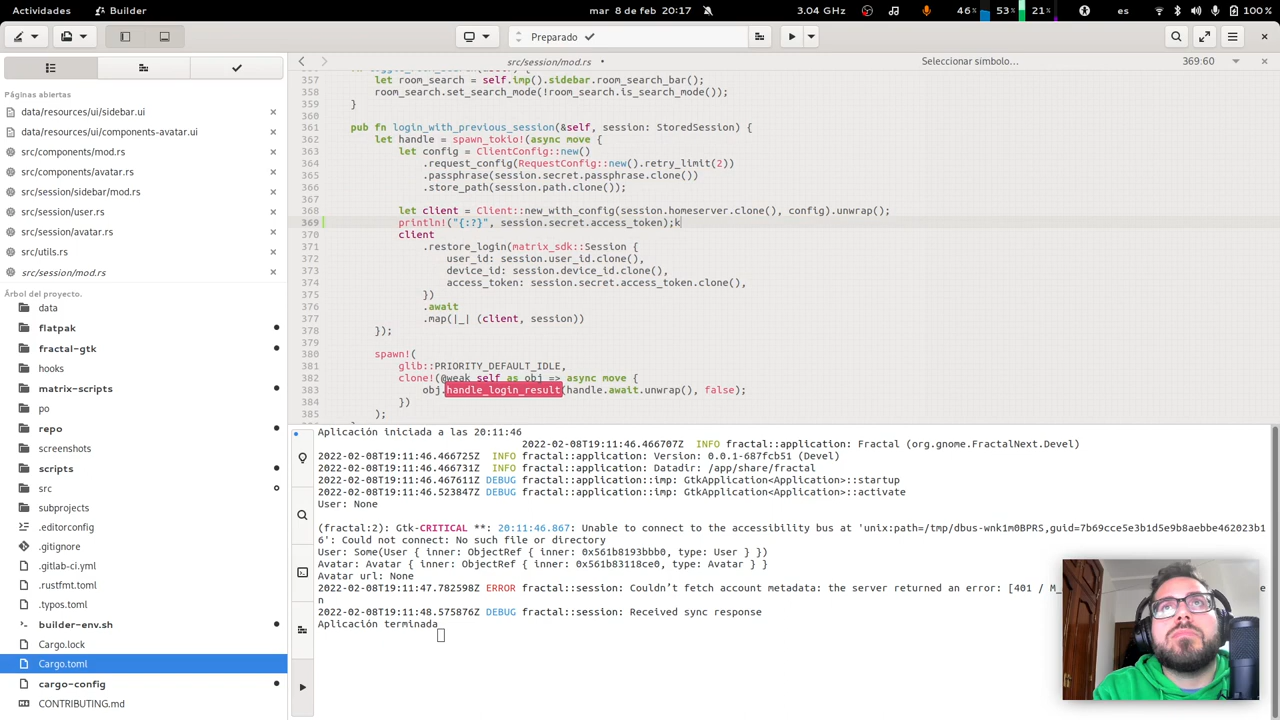 Actividades
Builder
mar 8 de feb 20:17
3.04 GHz
46%
53%
21%
es
100 %
Preparado
src/session/mod.rs •
Seleccionar símbolo…
369:60
Páginas abiertas
data/resources/ui/sidebar.ui
data/resources/ui/components-avatar.ui
src/components/mod.rs
src/components/avatar.rs
src/session/sidebar/mod.rs
src/session/user.rs
src/session/avatar.rs
src/utils.rs
src/session/mod.rs
Árbol del proyecto.
data
flatpak
fractal-gtk
hooks
matrix-scripts
po
repo
screenshots
scripts
src
subprojects
.editorconfig
.gitignore
.gitlab-ci.yml
.rustfmt.toml
.typos.toml
builder-env.sh
Cargo.lock
Cargo.toml
cargo-config
CONTRIBUTING.md
357 let room_search = self.imp().sidebar.room_search_bar();
358 room_search.set_search_mode(!room_search.is_search_mode());
359 }
360
361 pub fn login_with_previous_session(&self, session: StoredSession) {
362 let handle = spawn_tokio!(async move {
363 let config = ClientConfig::new()
364 .request_config(RequestConfig::new().retry_limit(2))
365 .passphrase(session.secret.passphrase.clone())
366 .store_path(session.path.clone());
367
368 let client = Client::new_with_config(session.homeserver.clone(), config).unwrap();
369 println!("{:?}", session.secret.access_token);k
370 client
371 .restore_login(matrix_sdk::Session {
372 user_id: session.user_id.clone(),
373 device_id: session.device_id.clone(),
374 access_token: session.secret.access_token.clone(),
375 })
376 .await
377 .map(|_| (client, session))
378 });
379
380 spawn!(
381 glib::PRIORITY_DEFAULT_IDLE,
382 clone!(@weak self as obj => async move {
383 obj.handle_login_result(handle.await.unwrap(), false);
384 })
385 );
Aplicación iniciada a las 20:11:46
2022-02-08T19:11:46.466707Z INFO fractal::application: Fractal (org.gnome.FractalNext.Devel)
2022-02-08T19:11:46.466725Z INFO fractal::application: Version: 0.0.1-687fcb51 (Devel)
2022-02-08T19:11:46.466731Z INFO fractal::application: Datadir: /app/share/fractal
2022-02-08T19:11:46.467611Z DEBUG fractal::application::imp: GtkApplication<Application>::startup
2022-02-08T19:11:46.523847Z DEBUG fractal::application::imp: GtkApplication<Application>::activate
User: None
(fractal:2): Gtk-CRITICAL **: 20:11:46.867: Unable to connect to the accessibility bus at 'unix:path=/tmp/dbus-wnk1m0BPRS,guid=7b69cce5e3b1d5e9b8aebbe462023b1
6': Could not connect: No such file or directory
User: Some(User { inner: ObjectRef { inner: 0x561b8193bbb0, type: User } })
Avatar: Avatar { inner: ObjectRef { inner: 0x561b83118ce0, type: Avatar } }
Avatar url: None
2022-02-08T19:11:47.782598Z ERROR fractal::session: Couldn’t fetch account metadata: the server returned an error: [401 / M_
n
2022-02-08T19:11:48.575876Z DEBUG fractal::session: Received sync response
Aplicación terminada